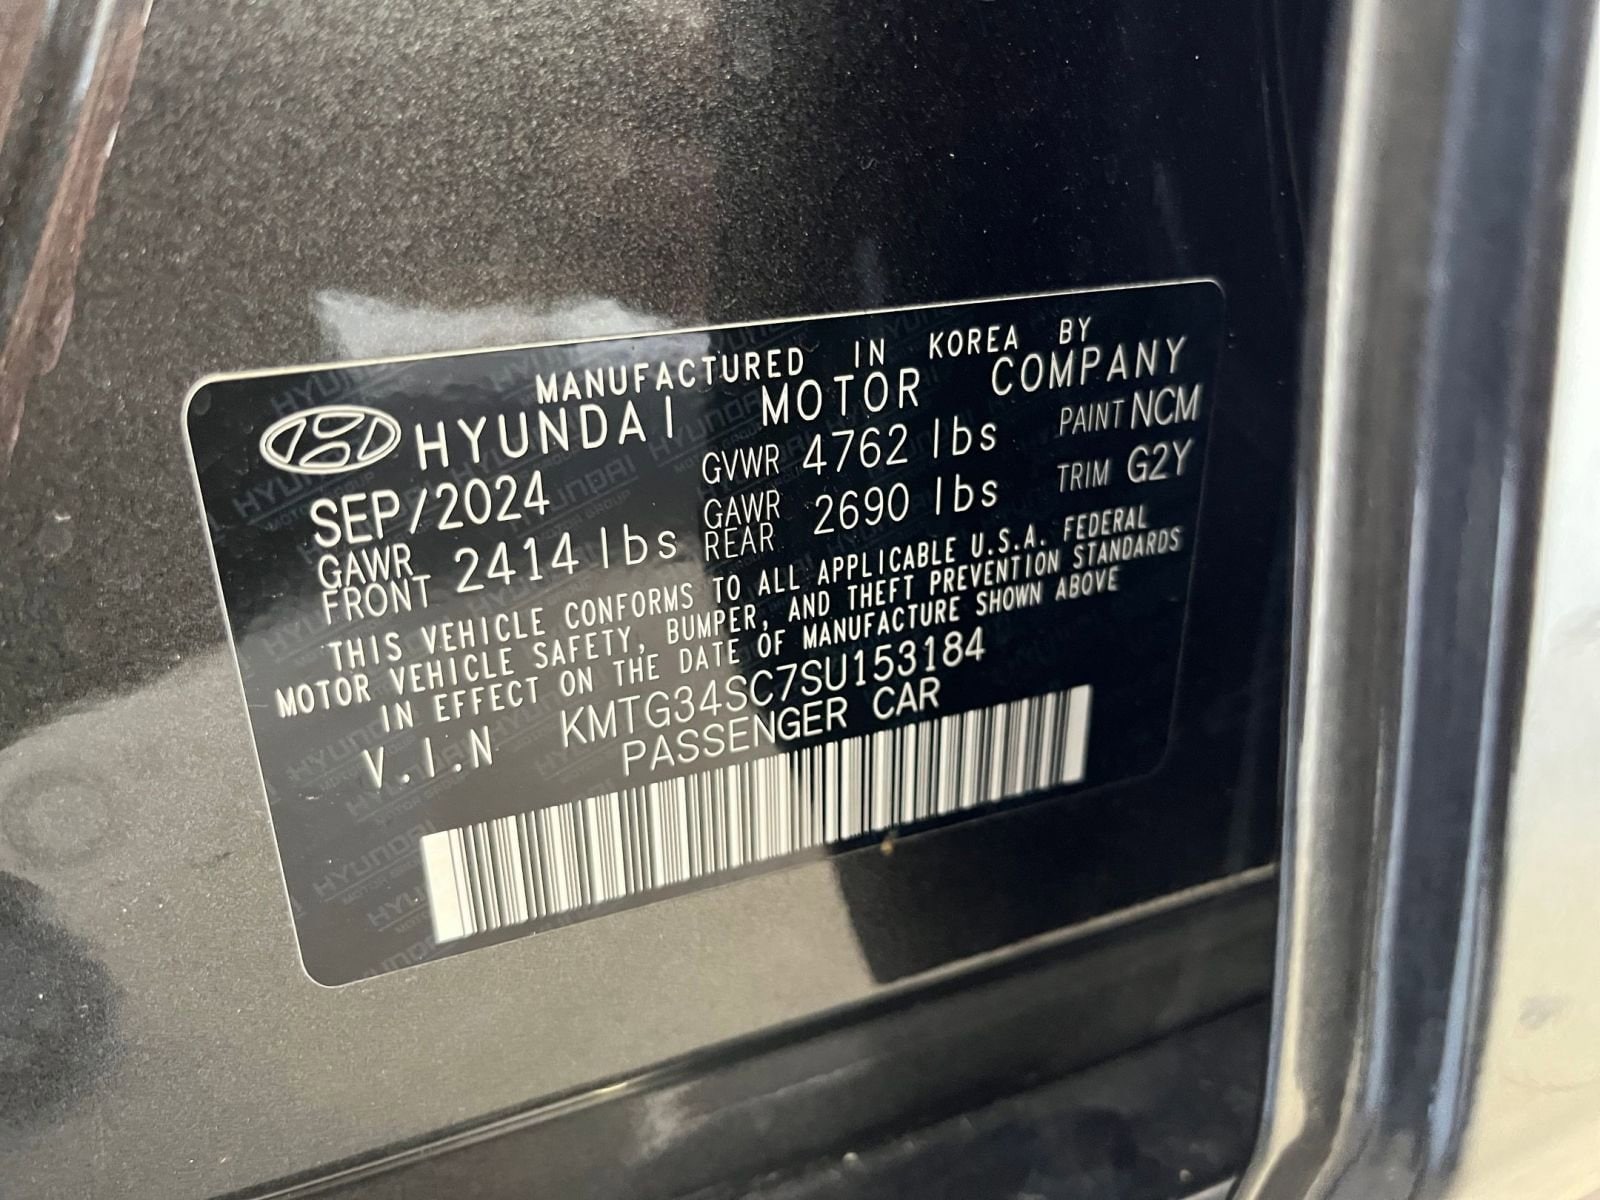 MANUFACTURED IN KOREA BY
HYUNDAI MOTOR COMPANY
SEP/2024 GVWR 4762 lbs PAINT NCM
GAWR FRONT 2414 lbs GAWR REAR 2690 lbs TRIM G2Y
THIS VEHICLE CONFORMS TO ALL APPLICABLE U.S.A. FEDERAL
MOTOR VEHICLE SAFETY, BUMPER, AND THEFT PREVENTION STANDARDS
IN EFFECT ON THE DATE OF MANUFACTURE SHOWN ABOVE
V.I.N KMTG34SC7SU153184
PASSENGER CAR